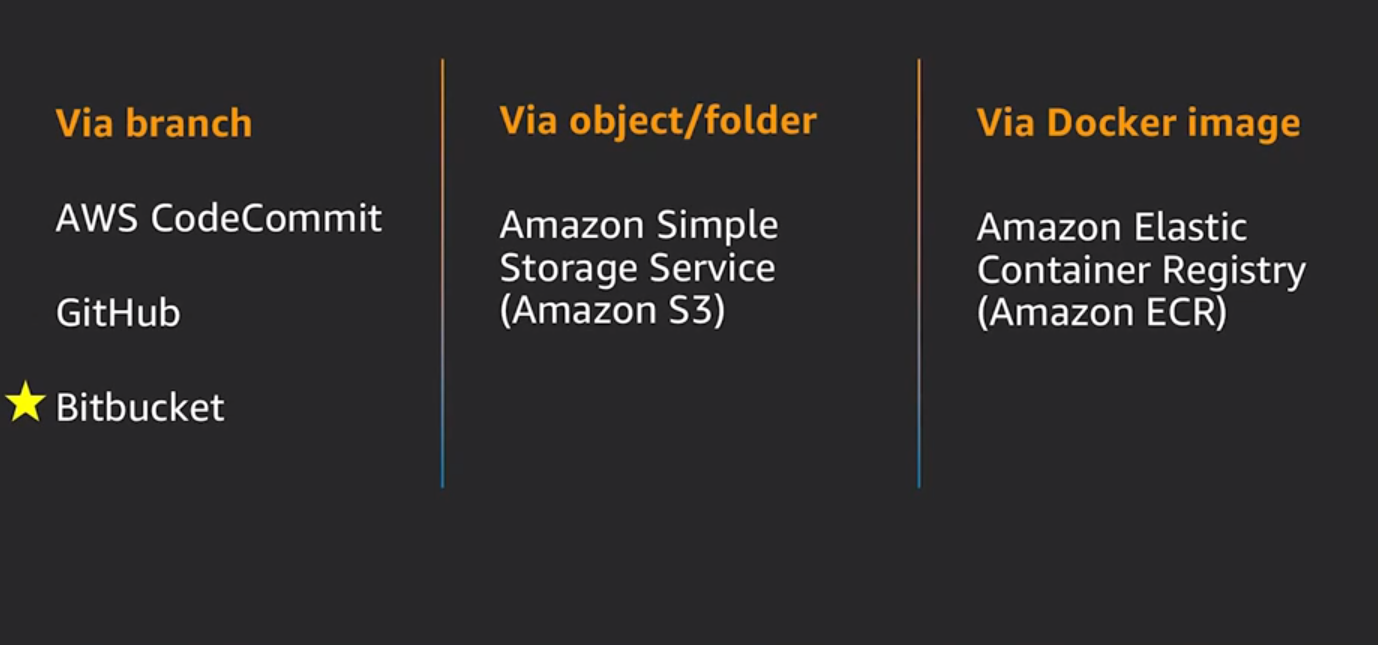 Via branch
AWS CodeCommit
GitHub
Bitbucket
Via object/folder
Amazon Simple
Storage Service
(Amazon S3)
Via Docker image
Amazon Elastic
Container Registry
(Amazon ECR)